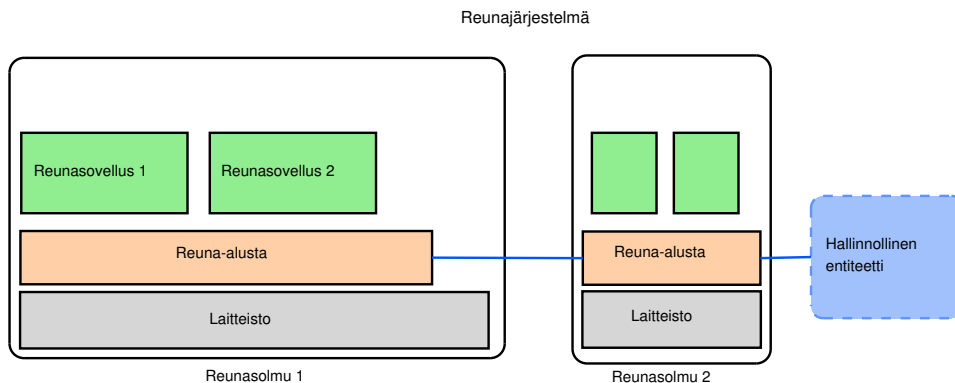 Reunajärjestelmä
Reunasovellus 1
Reunasovellus 2
Reuna-alusta
Laitteisto
Reunasolmu 1
Reuna-alusta
Laitteisto
Reunasolmu 2
Hallinnollinen
entiteetti